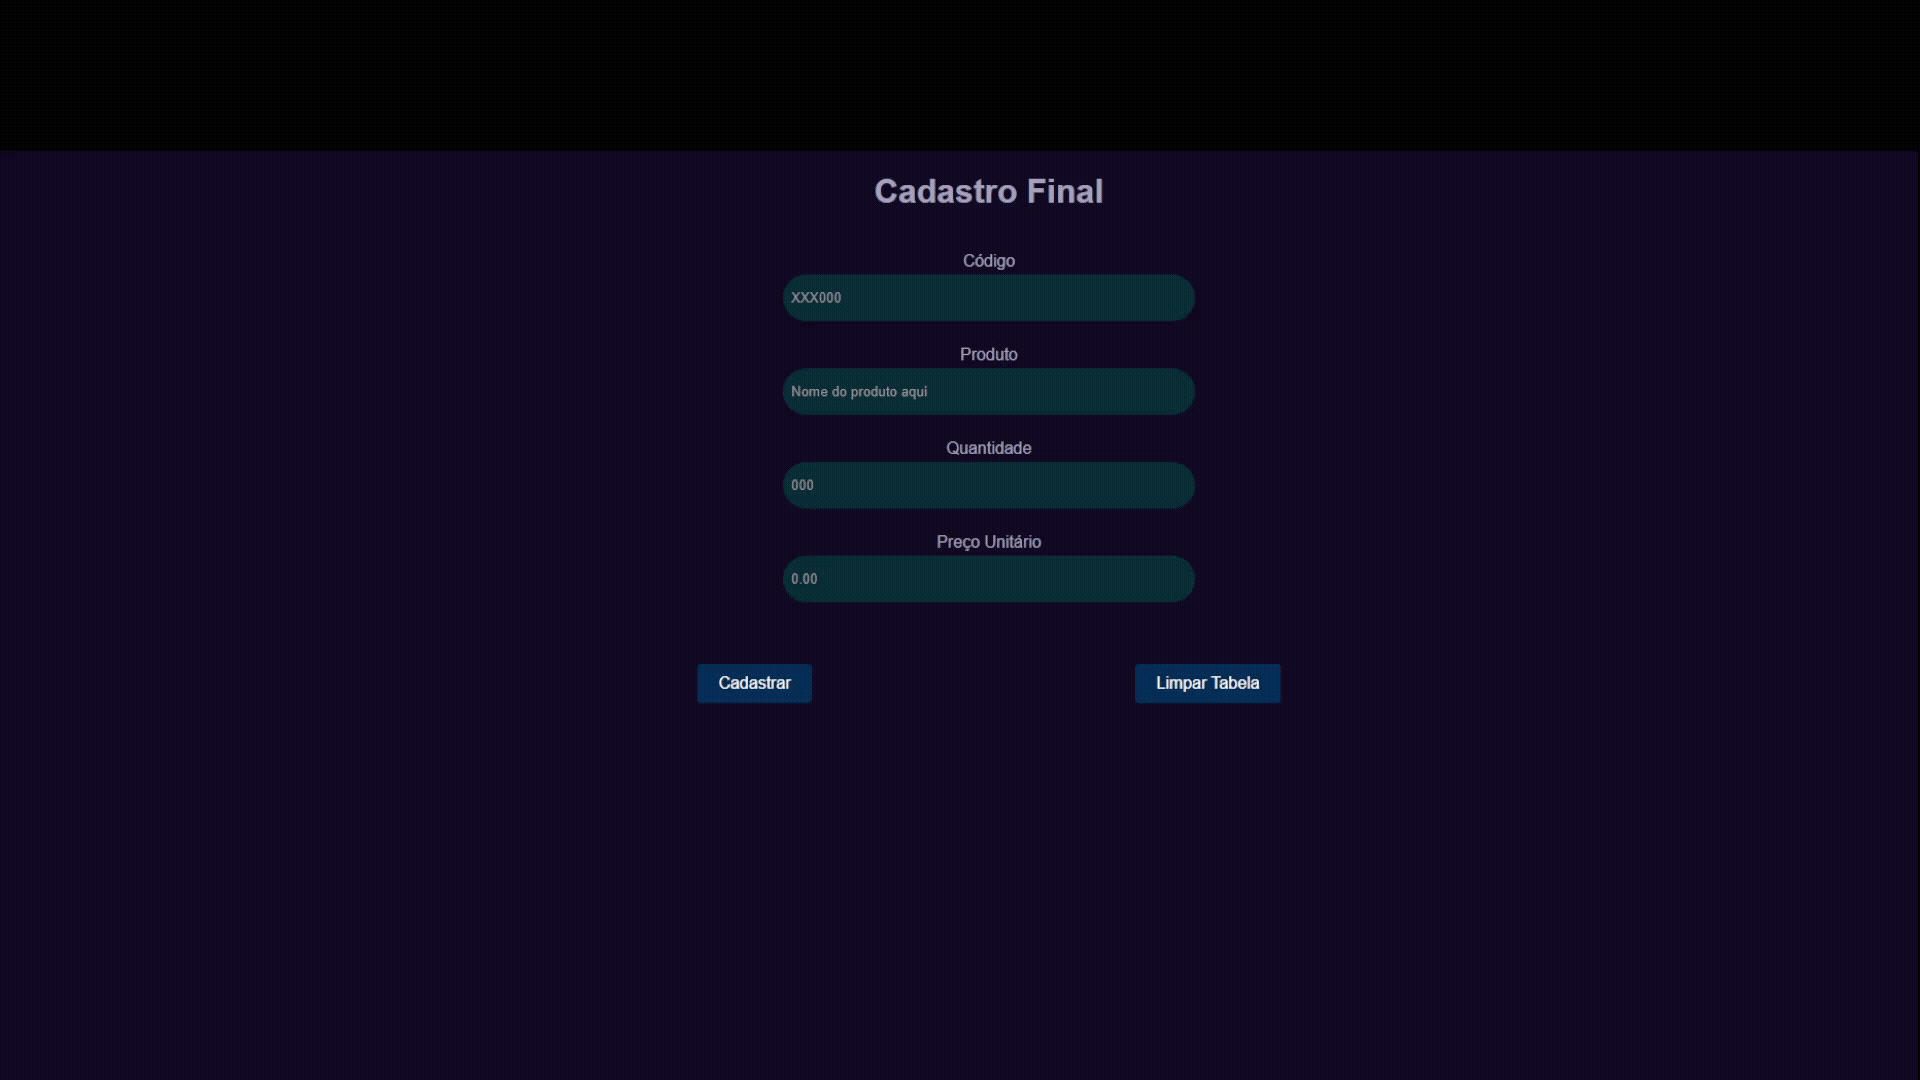 Cadastro Final
Código
XXX000
Produto
Nome do produto aqui
Quantidade
000
Preço Unitário
0.00
Cadastrar
Limpar Tabela